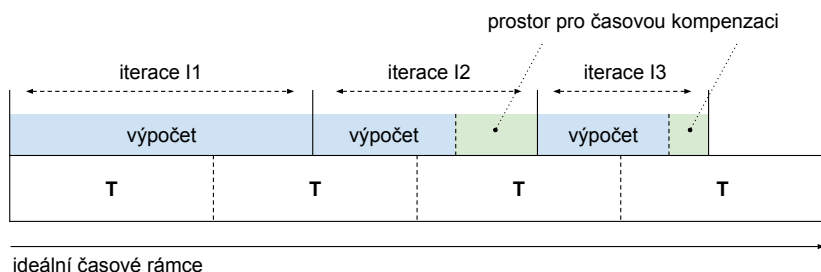 prostor pro časovou kompenzaci
iterace I1 iterace I2 iterace I3
výpočet výpočet výpočet
T T T T
ideální časové rámce